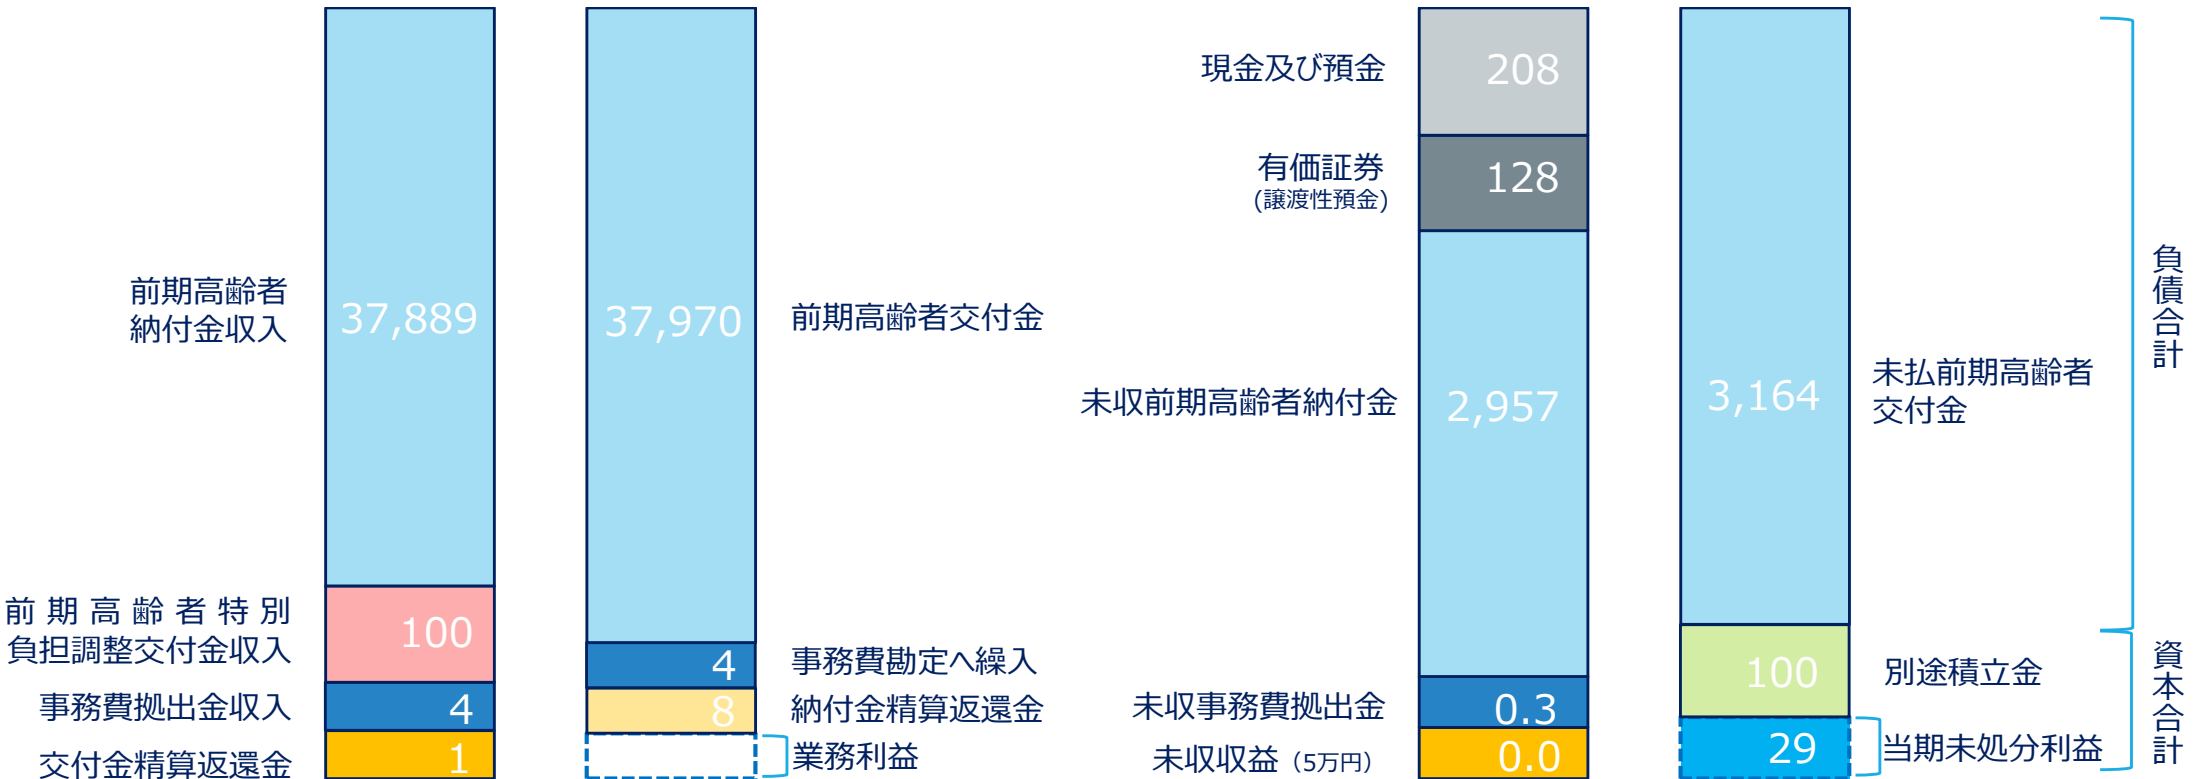 前期高齢者
納付金収入
37,889
前期高齢者特別
負担調整交付金収入
100
事務費拠出金収入
4
交付金精算返還金
1
37,970
前期高齢者交付金
4
事務費勘定へ繰入
8
納付金精算返還金
業務利益
現金及び預金
208
有価証券
(譲渡性預金)
128
未収前期高齢者納付金
2,957
未収事務費拠出金
0.3
未収収益（5万円）
0.0
3,164
未払前期高齢者
交付金
100
別途積立金
29
当期未処分利益
負債合計
資本合計